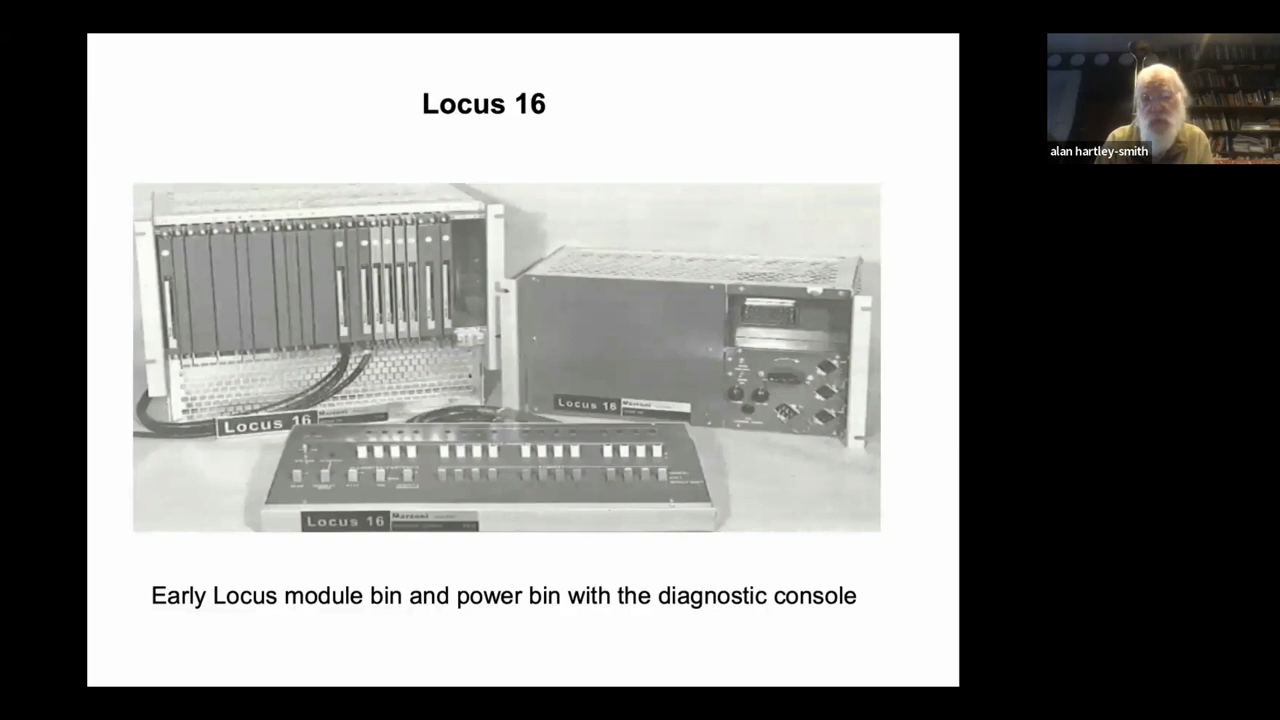 Locus 16
alan hartley-smith
Locus 16
Marconi
Locus 16
Marconi
Locus 16
Marconi
Early Locus module bin and power bin with the diagnostic console